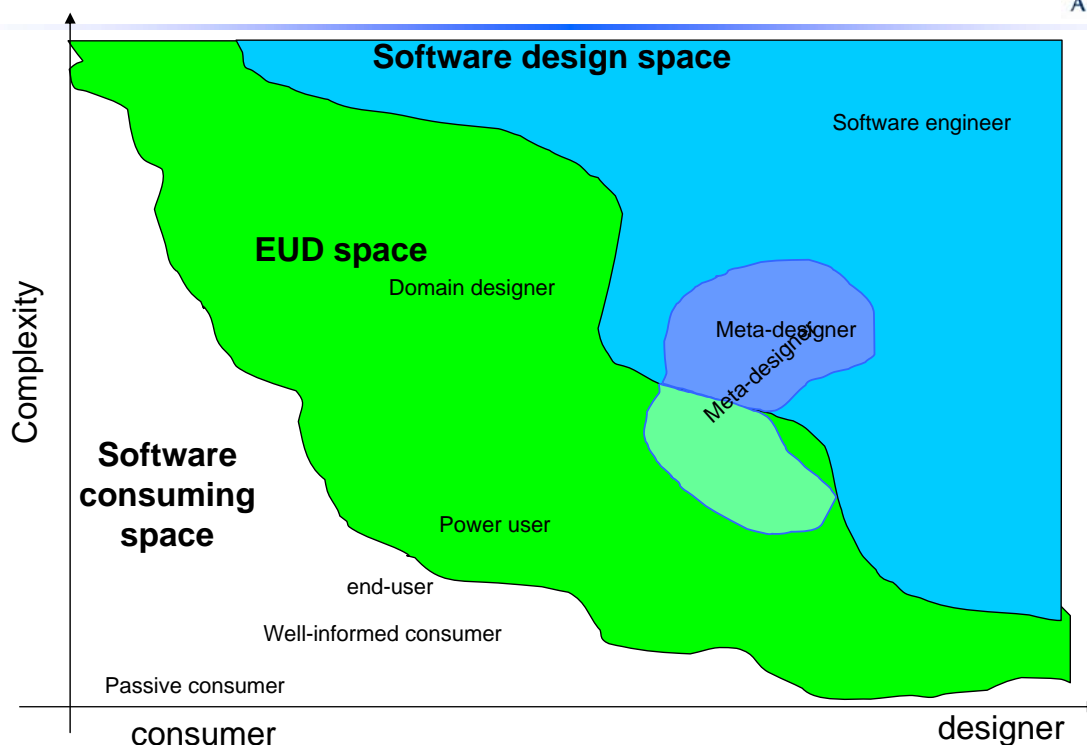 A
Software design space
Software engineer
EUD space
Domain designer
Meta-designer
Meta-designer
Complexity
Software
consuming
space
Power user
end-user
Well-informed consumer
Passive consumer
consumer
designer